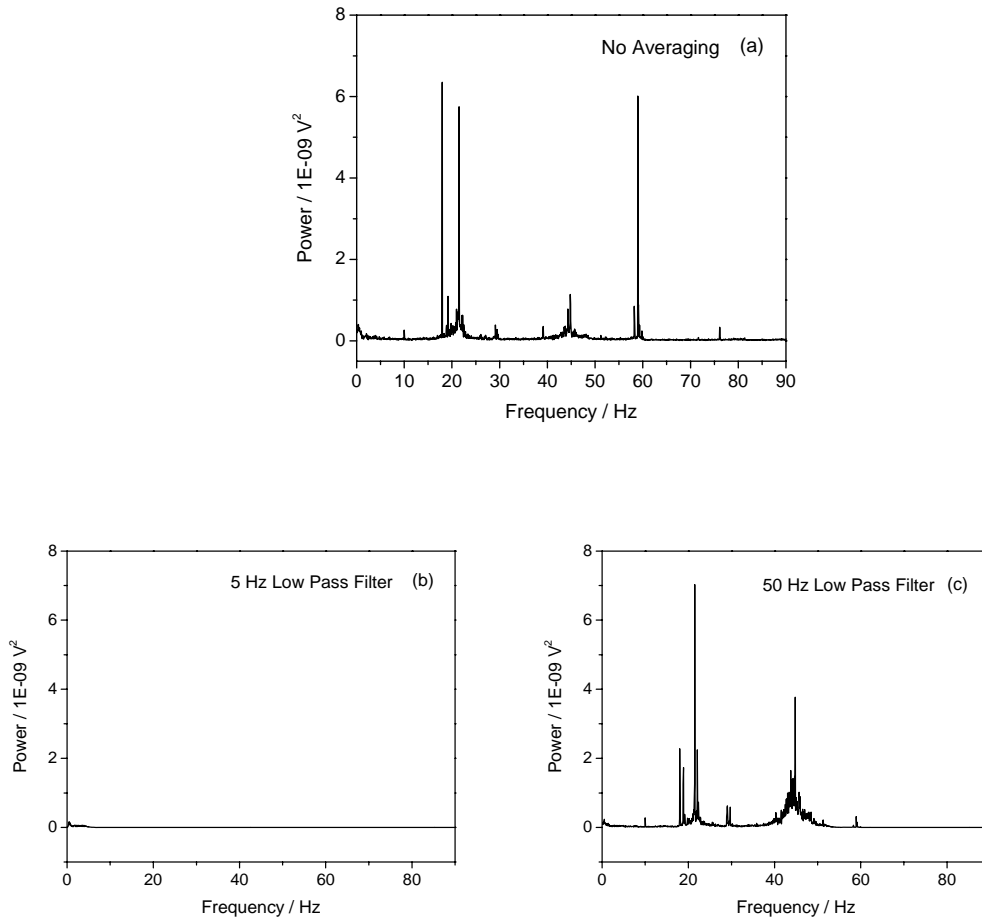 8
No Averaging (a)
6
4
2
0
Power / 1E-09 V²
0 10 20 30 40 50 60 70 80 90
Frequency / Hz
8
5 Hz Low Pass Filter (b)
6
4
2
0
Power / 1E-09 V²
0 20 40 60 80
Frequency / Hz
8
50 Hz Low Pass Filter (c)
6
4
2
0
Power / 1E-09 V²
0 20 40 60 80
Frequency / Hz